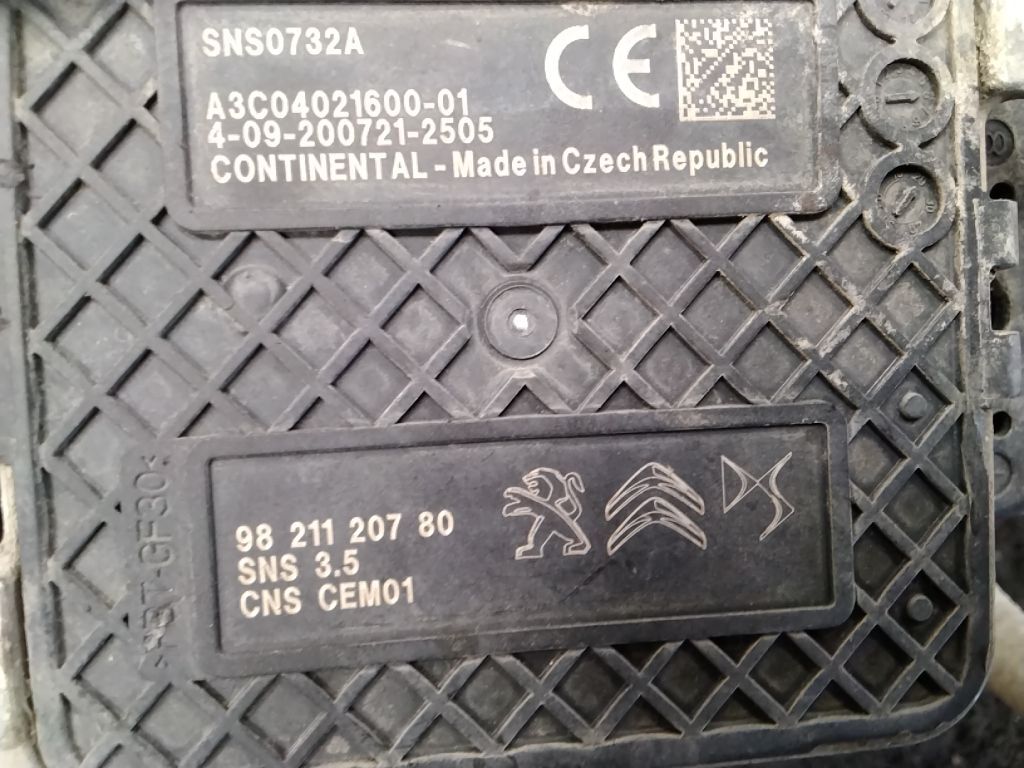 SNS0732A
CE
A3C04021600-01
4-09-200721-2505
CONTINENTAL - Made in Czech Republic
98 211 207 80
SNS 3.5
CNS CEM01